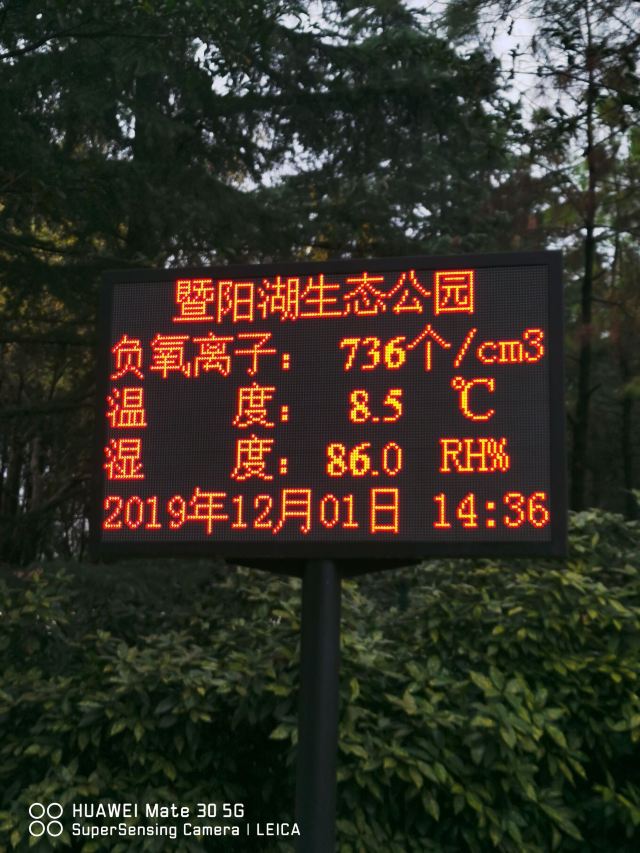 暨阳湖生态公园
负氧离子： 736个/cm3
温 度： 8.5 ℃
湿 度： 86.0 RH%
2019年12月01日 14:36
HUAWEI Mate 30 5G
SuperSensing Camera | LEICA